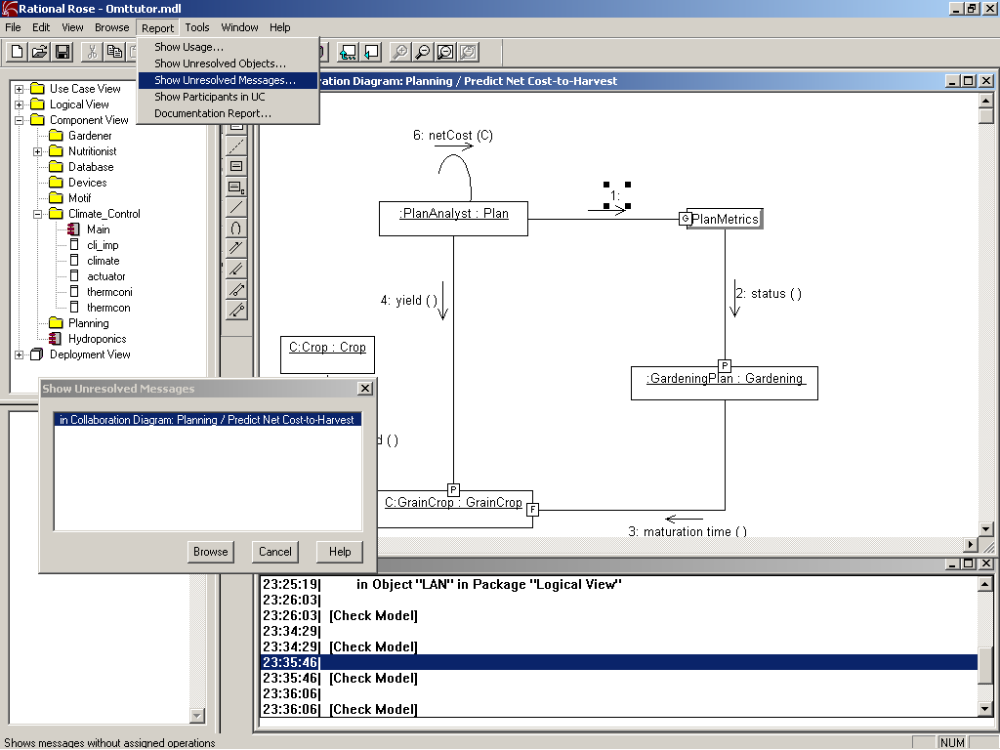 Rational Rose - Omttutor.mdl
File Edit View Browse Report Tools Window Help
Show Usage...
Show Unresolved Objects...
Show Unresolved Messages...
Show Participants in UC
Documentation Report...
Use Case View
Logical View
Component View
Gardener
Nutritionist
Database
Devices
Motif
Climate_Control
Main
cli_imp
climate
actuator
thermconi
thermcon
Planning
Hydroponics
Deployment View
Diagram: Planning / Predict Net Cost-to-Harvest
6: netCost (C)
:PlanAnalyst : Plan
1:
G
PlanMetrics
4: yield ( )
2: status ( )
C:Crop : Crop
P
:GardeningPlan : Gardening
( )
P
C:GrainCrop : GrainCrop
F
3: maturation time ( )
Show Unresolved Messages
in Collaboration Diagram: Planning / Predict Net Cost-to-Harvest
Browse Cancel Help
23:25:19| in Object "LAN" in Package "Logical View"
23:26:03|
23:26:03| [Check Model]
23:34:29|
23:34:29| [Check Model]
23:35:46|
23:35:46| [Check Model]
23:36:06|
23:36:06| [Check Model]
Shows messages without assigned operations
NUM